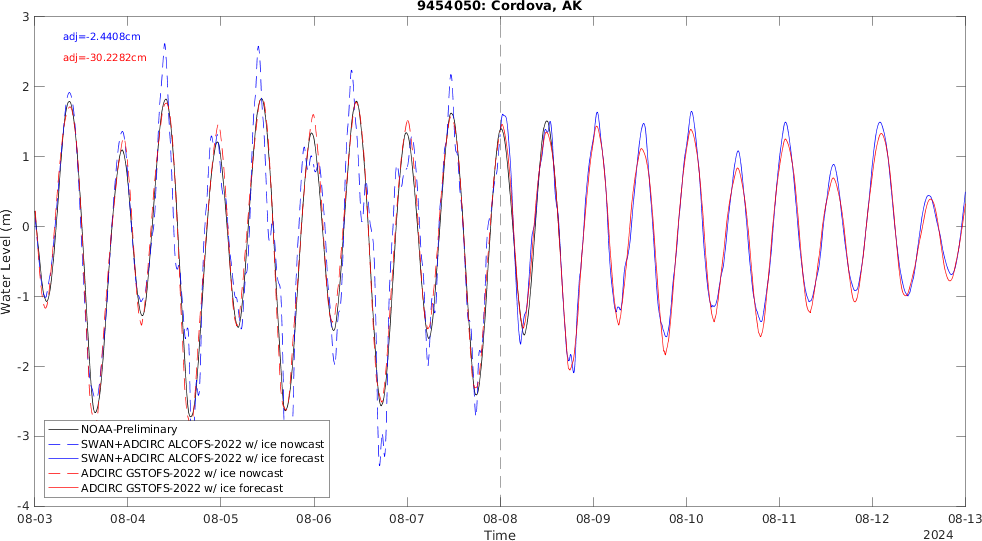 9454050: Cordova, AK
adj=-2.4408cm
adj=-30.2282cm
3
2
1
0
-1
-2
-3
-4
Water Level (m)
NOAA-Preliminary
SWAN+ADCIRC ALCOFS-2022 w/ ice nowcast
SWAN+ADCIRC ALCOFS-2022 w/ ice forecast
ADCIRC GSTOFS-2022 w/ ice nowcast
ADCIRC GSTOFS-2022 w/ ice forecast
08-03 08-04 08-05 08-06 08-07 08-08 08-09 08-10 08-11 08-12 08-13
Time
2024